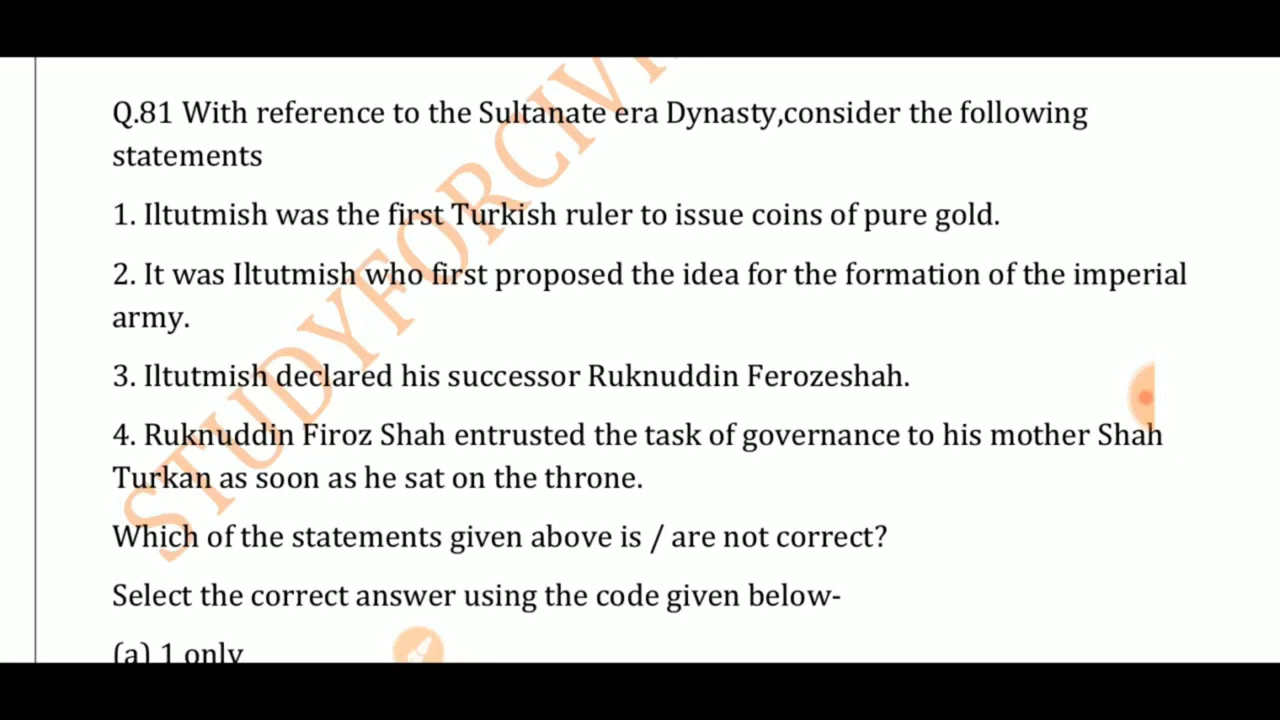 Q.81 With reference to the Sultanate era Dynasty,consider the following
statements
1. Iltutmish was the first Turkish ruler to issue coins of pure gold.
2. It was Iltutmish who first proposed the idea for the formation of the imperial
army.
3. Iltutmish declared his successor Ruknuddin Ferozeshah.
4. Ruknuddin Firoz Shah entrusted the task of governance to his mother Shah
Turkan as soon as he sat on the throne.
Which of the statements given above is / are not correct?
Select the correct answer using the code given below-
(a) 1 only
STUDYFORCIV